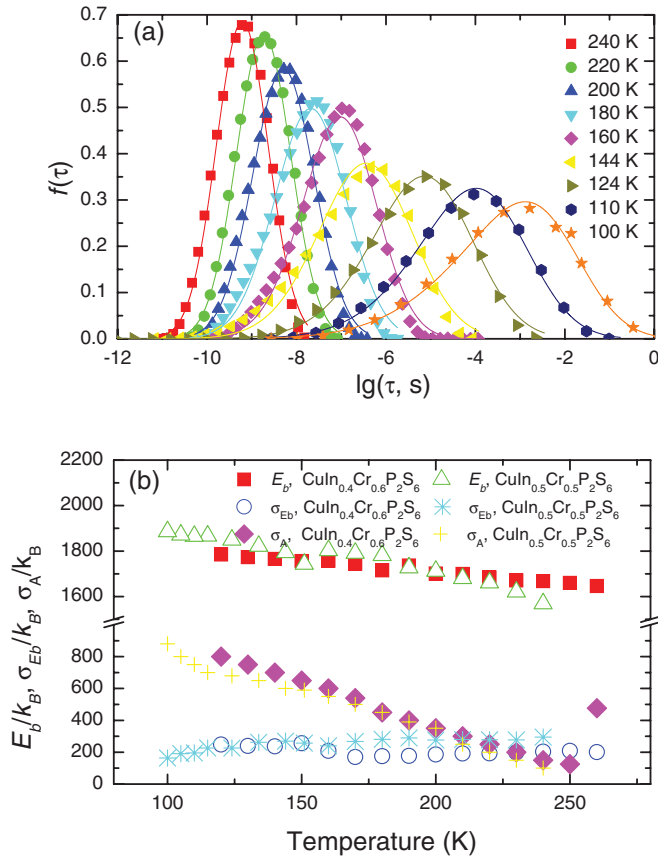 (a)
0.7
0.6
0.5
0.4
0.3
0.2
0.1
0.0
f(τ)
240 K
220 K
200 K
180 K
160 K
144 K
124 K
110 K
100 K
-12 -10 -8 -6 -4 -2 0
lg(τ, s)
(b)
2200
2000
1800
1600
800
600
400
200
0
E_b/k_B, σ_Eb/k_B, σ_A/k_B
E_b, CuIn_0.4Cr_0.6P_2S_6 E_b, CuIn_0.5Cr_0.5P_2S_6
σ_Eb, CuIn_0.4Cr_0.6P_2S_6 σ_Eb, CuIn_0.5Cr_0.5P_2S_6
σ_A, CuIn_0.4Cr_0.6P_2S_6 σ_A, CuIn_0.5Cr_0.5P_2S_6
100 150 200 250
Temperature (K)